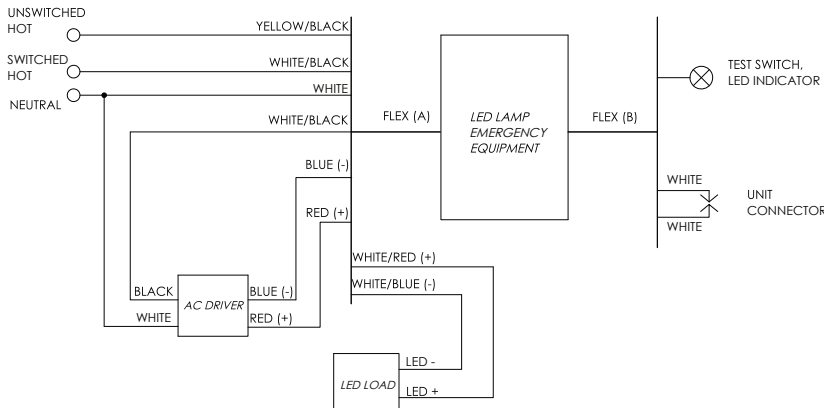 UNSWITCHED
HOT
YELLOW/BLACK
SWITCHED
HOT
WHITE/BLACK
NEUTRAL
WHITE
WHITE/BLACK
FLEX (A)
LED LAMP
EMERGENCY
EQUIPMENT
FLEX (B)
TEST SWITCH,
LED INDICATOR
BLUE (-)
RED (+)
WHITE
WHITE
UNIT
CONNECTOR
WHITE/RED (+)
WHITE/BLUE (-)
BLACK
WHITE
AC DRIVER
BLUE (-)
RED (+)
LED LOAD
LED -
LED +